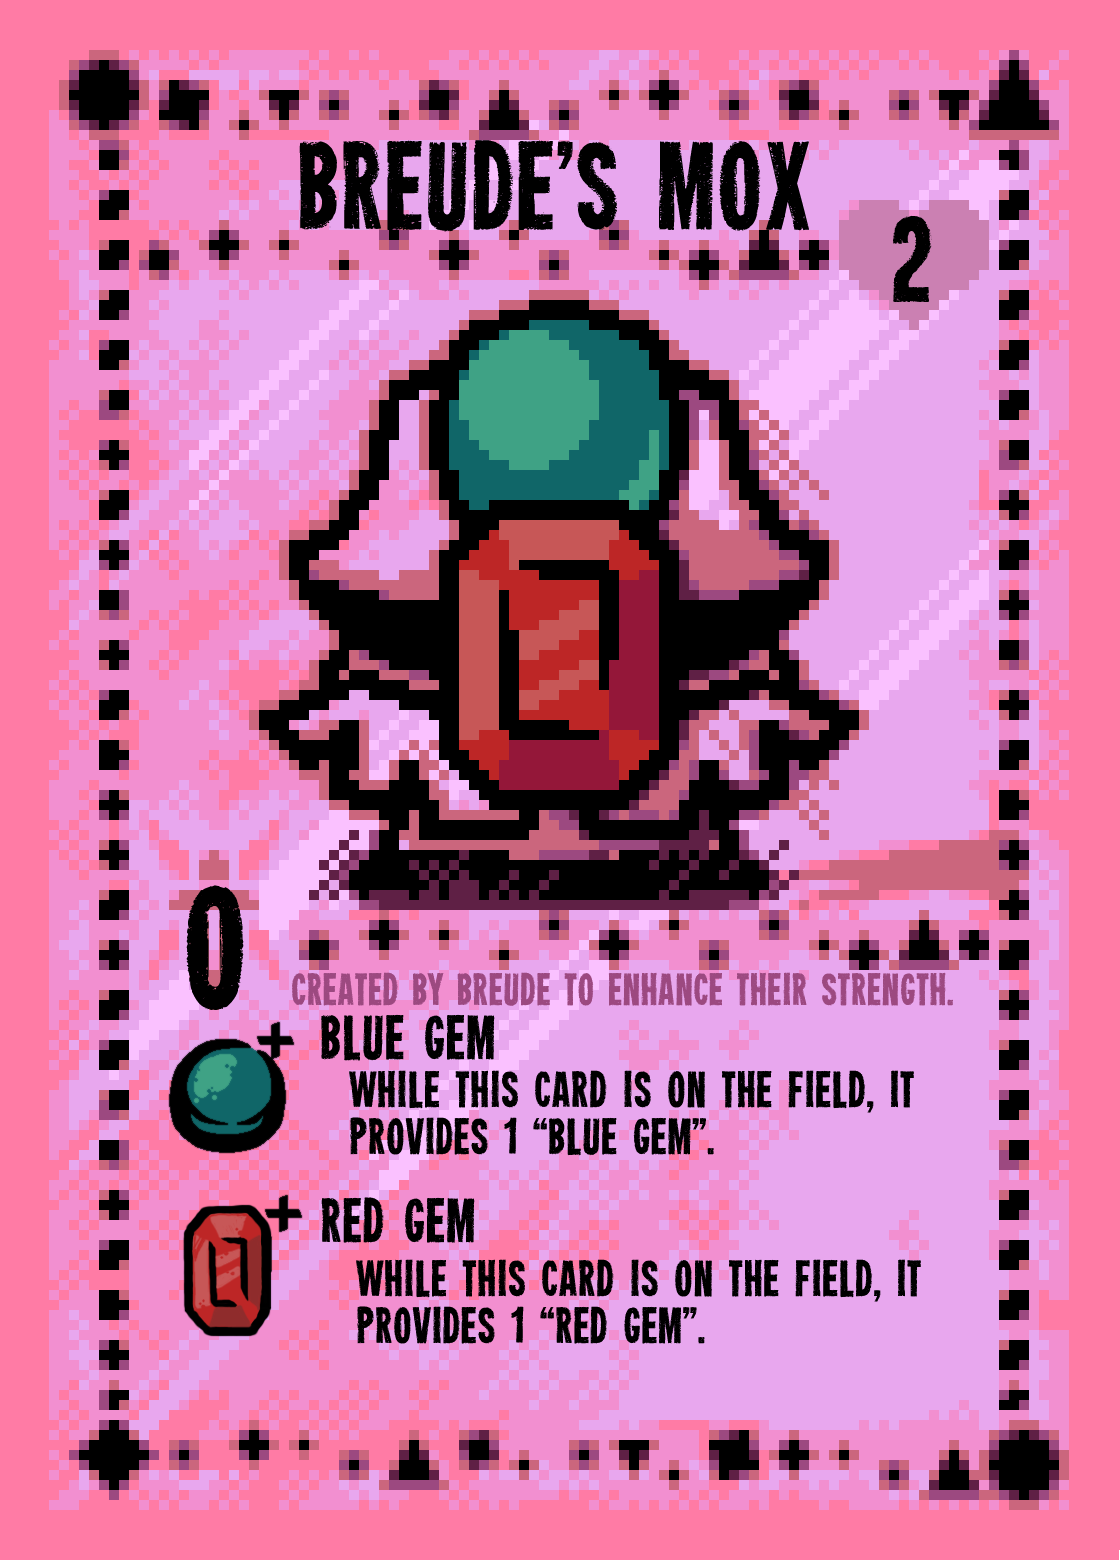 BREUDE'S MOX
2
0
CREATED BY BREUDE TO ENHANCE THEIR STRENGTH.
BLUE GEM
WHILE THIS CARD IS ON THE FIELD, IT
PROVIDES 1 “BLUE GEM”.
RED GEM
WHILE THIS CARD IS ON THE FIELD, IT
PROVIDES 1 “RED GEM”.